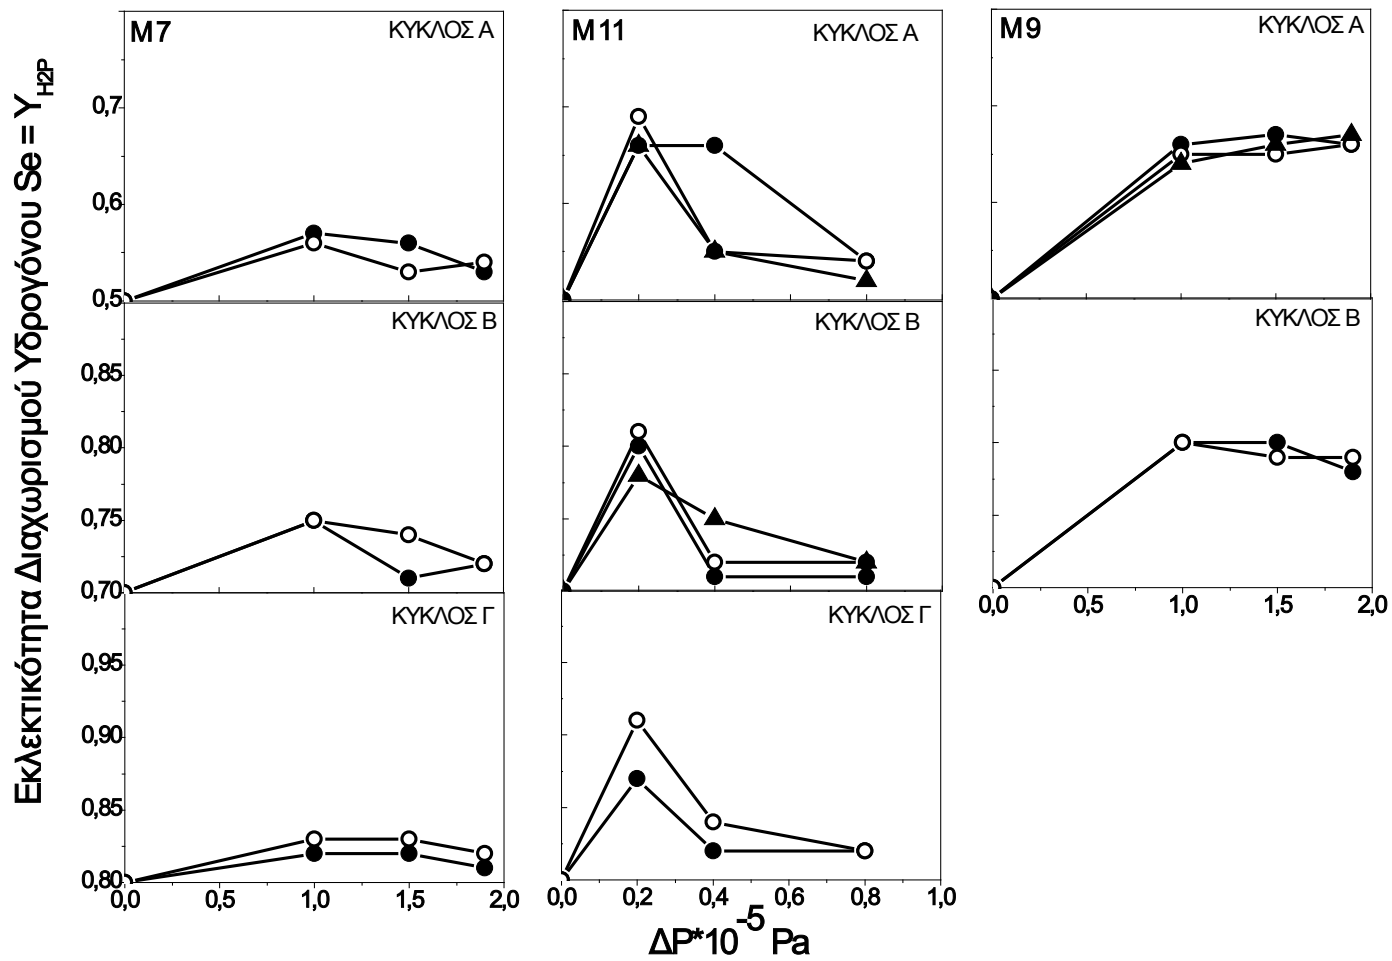 Εκλεκτικότητα Διαχωρισμού Υδρογόνου Se = Y_H2P
M7
ΚΥΚΛΟΣ Α
0,7
0,6
0,5
ΚΥΚΛΟΣ Β
0,85
0,80
0,75
0,70
ΚΥΚΛΟΣ Γ
0,95
0,90
0,85
0,80
0,0 0,5 1,0 1,5 2,0
M11
ΚΥΚΛΟΣ Α
ΚΥΚΛΟΣ Β
ΚΥΚΛΟΣ Γ
0,0 0,2 0,4 0,6 0,8 1,0
M9
ΚΥΚΛΟΣ Α
ΚΥΚΛΟΣ Β
0,0 0,5 1,0 1,5 2,0
ΔP*10^-5 Pa